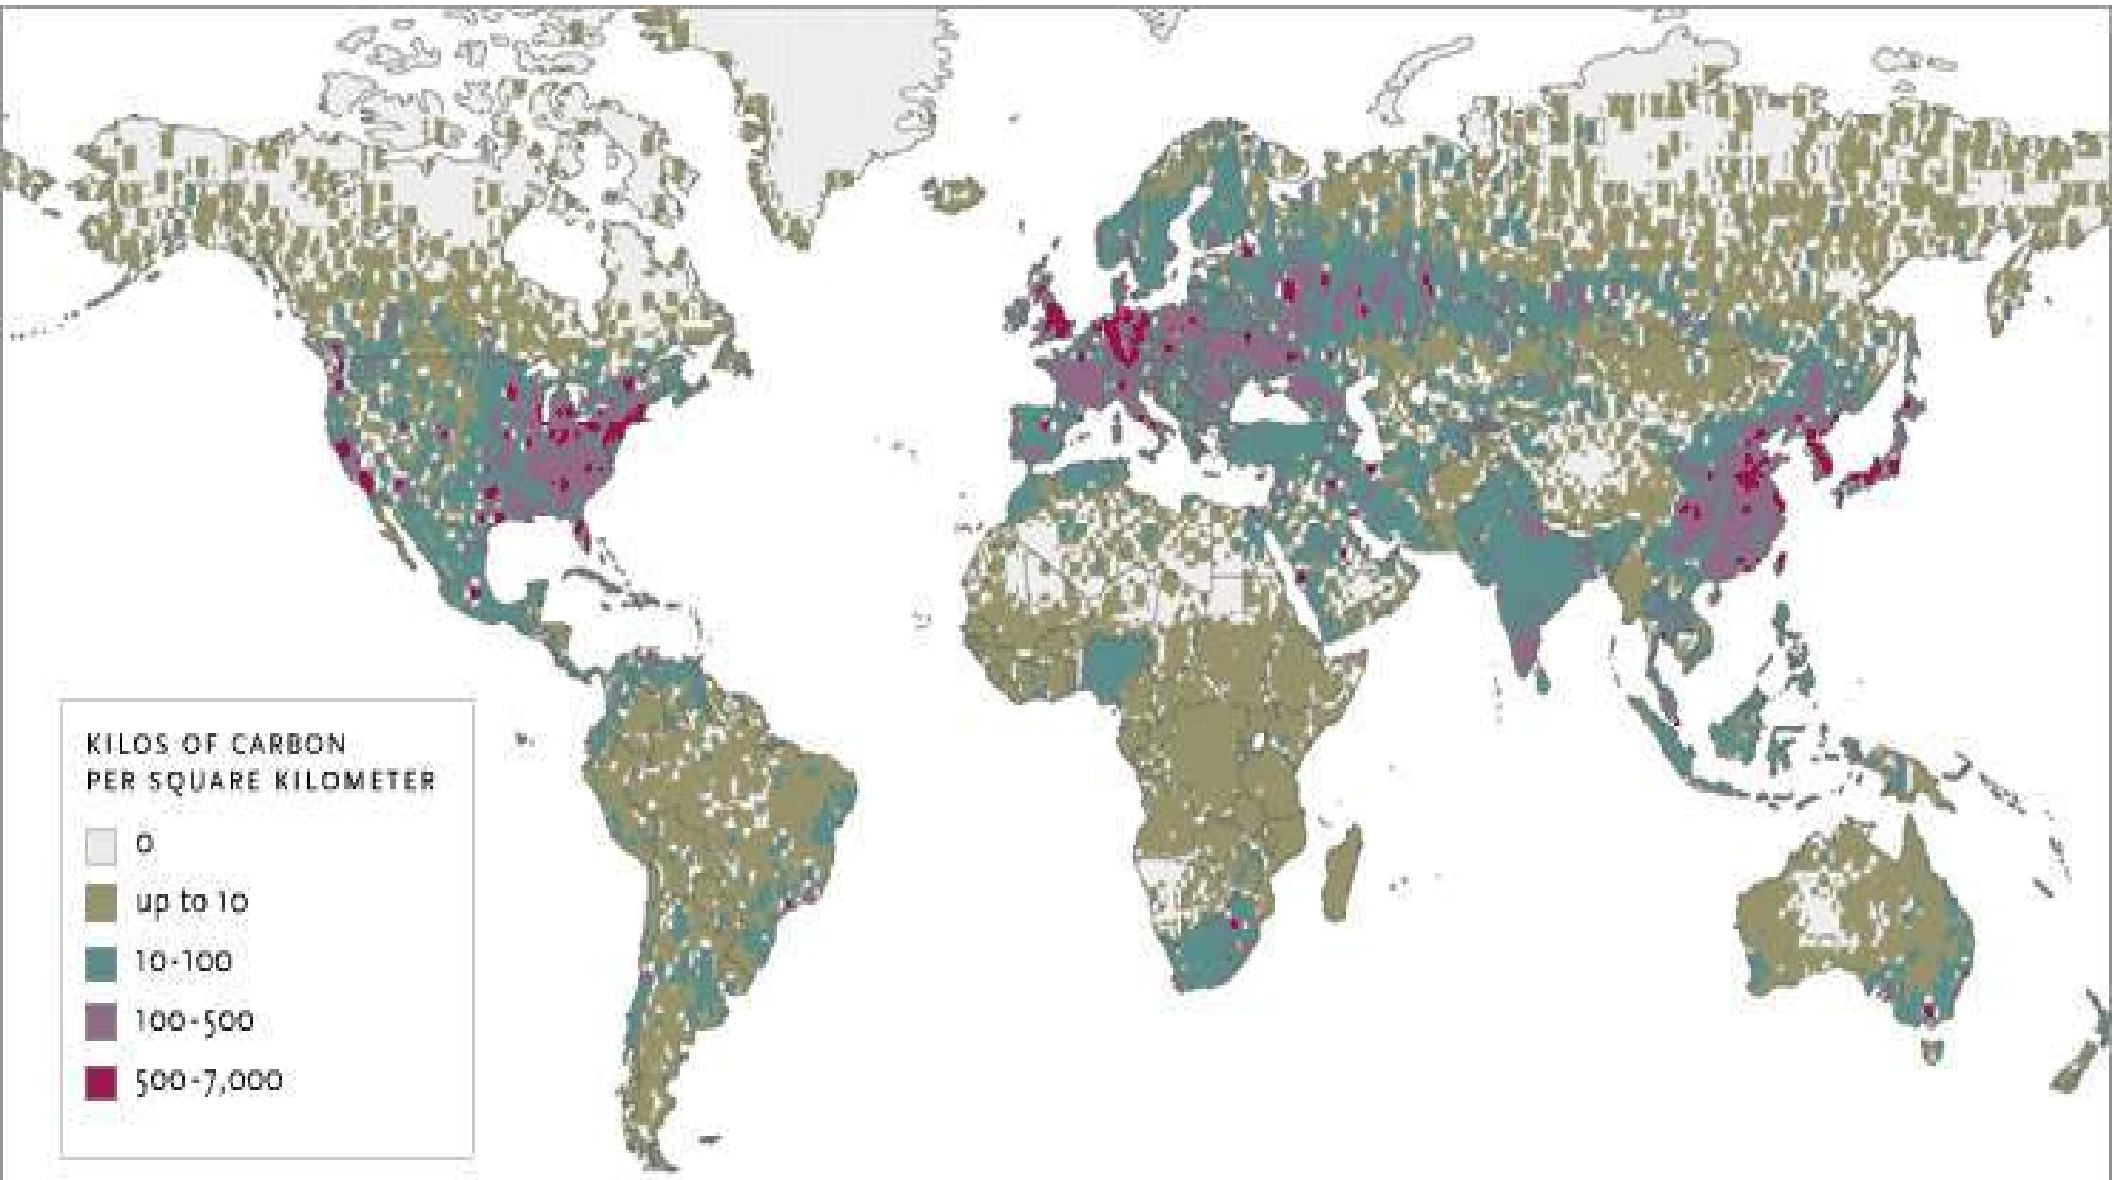 KILOS OF CARBON
PER SQUARE KILOMETER
0
up to 10
10-100
100-500
500-7,000